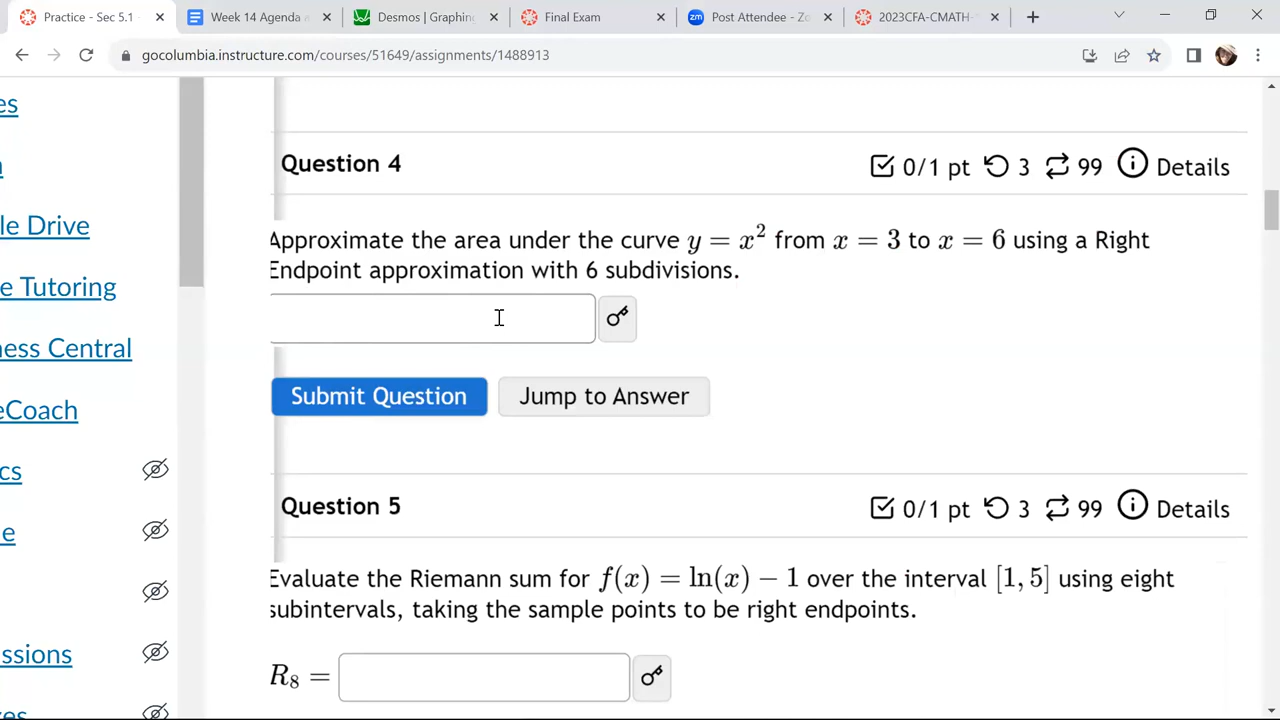 Practice - Sec 5.1
Week 14 Agenda
Desmos | Graphin
Final Exam
Post Attendee - Zo
2023CFA-CMATH-
gocolumbia.instructure.com/courses/51649/assignments/1488913
es
le Drive
e Tutoring
ness Central
eCoach
cs
e
ssions
Question 4
0/1 pt 3 99 Details
Approximate the area under the curve y = x² from x = 3 to x = 6 using a Right
Endpoint approximation with 6 subdivisions.
Submit Question Jump to Answer
Question 5
0/1 pt 3 99 Details
Evaluate the Riemann sum for f(x) = ln(x) − 1 over the interval [1, 5] using eight
subintervals, taking the sample points to be right endpoints.
R₈ =